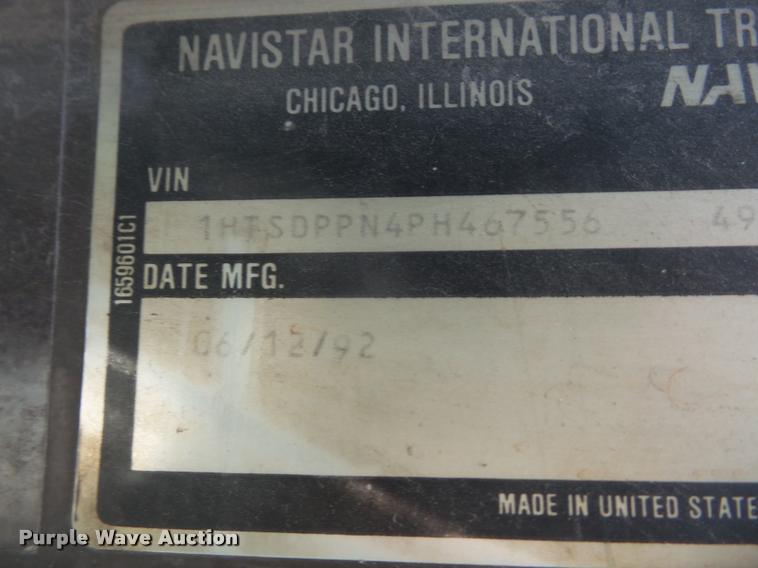 NAVISTAR INTERNATIONAL TR
CHICAGO, ILLINOIS
NAV
VIN
1HTSDPPN4PH467556 49
1659601C1
DATE MFG.
06/12/92
MADE IN UNITED STATE
Purple Wave Auction